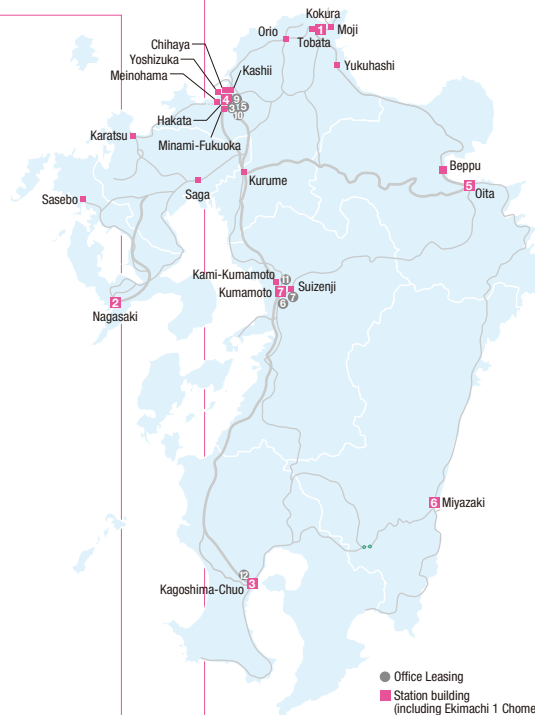 Kokura
Orio
1
Moji
Tobata
Chihaya
Yoshizuka
Kashii
Meinohama
Yukuhashi
4
9
3
15
10
Hakata
Karatsu
Minami-Fukuoka
Beppu
Kurume
5
Saga
Oita
Sasebo
Kami-Kumamoto
11
Suizenji
Kumamoto
7
7
6
2
Nagasaki
6
Miyazaki
12
Kagoshima-Chuo
3
Office Leasing
Station building
(including Ekimachi 1 Chome